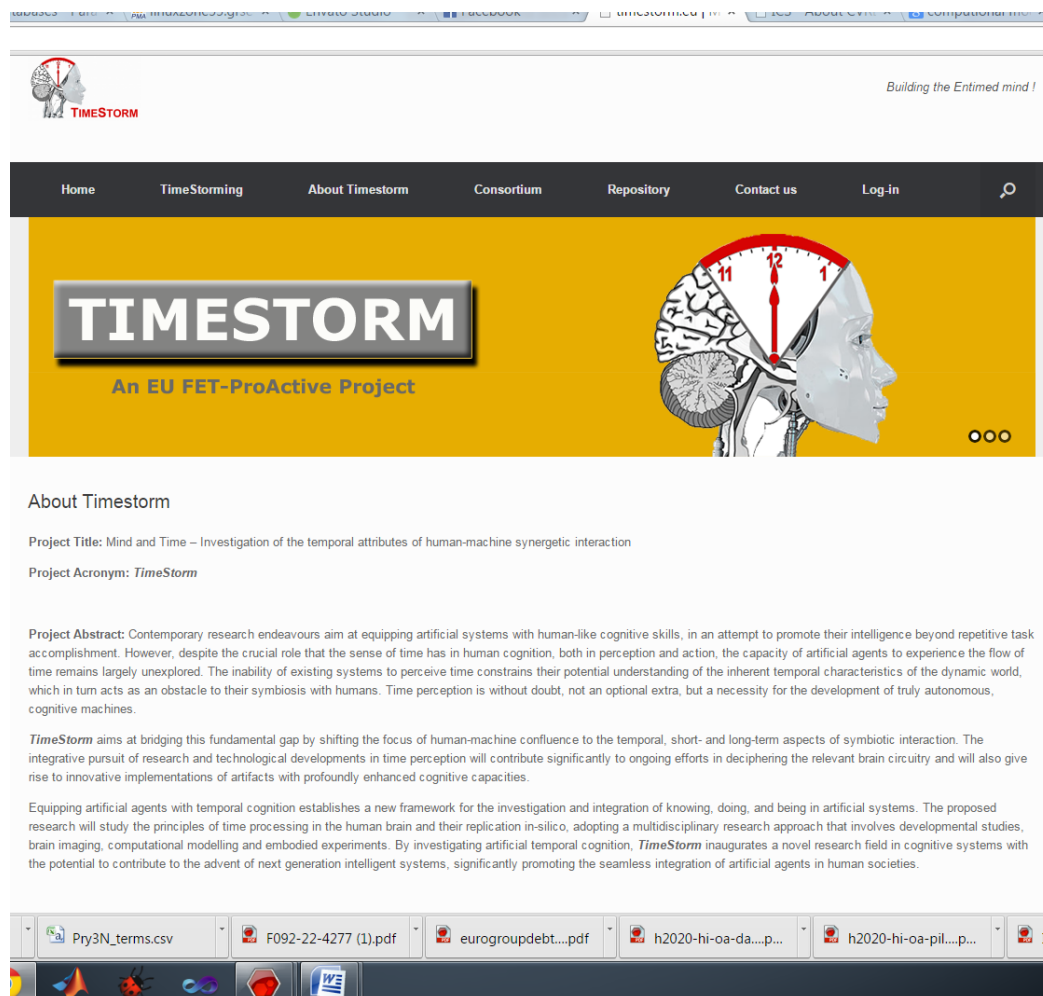 linuxzone33.grse
Envato Studio
Facebook
timestorm.eu |
About CVRL
computational mo
TIMESTORM
Building the Entimed mind !
Home TimeStorming About Timestorm Consortium Repository Contact us Log-in
11 12 1
TIMESTORM
An EU FET-ProActive Project
About Timestorm
Project Title: Mind and Time – Investigation of the temporal attributes of human-machine synergetic interaction
Project Acronym: TimeStorm
Project Abstract: Contemporary research endeavours aim at equipping artificial systems with human-like cognitive skills, in an attempt to promote their intelligence beyond repetitive task
accomplishment. However, despite the crucial role that the sense of time has in human cognition, both in perception and action, the capacity of artificial agents to experience the flow of
time remains largely unexplored. The inability of existing systems to perceive time constrains their potential understanding of the inherent temporal characteristics of the dynamic world,
which in turn acts as an obstacle to their symbiosis with humans. Time perception is without doubt, not an optional extra, but a necessity for the development of truly autonomous,
cognitive machines.
TimeStorm aims at bridging this fundamental gap by shifting the focus of human-machine confluence to the temporal, short- and long-term aspects of symbiotic interaction. The
integrative pursuit of research and technological developments in time perception will contribute significantly to ongoing efforts in deciphering the relevant brain circuitry and will also give
rise to innovative implementations of artifacts with profoundly enhanced cognitive capacities.
Equipping artificial agents with temporal cognition establishes a new framework for the investigation and integration of knowing, doing, and being in artificial systems. The proposed
research will study the principles of time processing in the human brain and their replication in-silico, adopting a multidisciplinary research approach that involves developmental studies,
brain imaging, computational modelling and embodied experiments. By investigating artificial temporal cognition, TimeStorm inaugurates a novel research field in cognitive systems with
the potential to contribute to the advent of next generation intelligent systems, significantly promoting the seamless integration of artificial agents in human societies.
Pry3N_terms.csv F092-22-4277 (1).pdf eurogroupdebt....pdf h2020-hi-oa-da....p... h2020-hi-oa-pil....p...